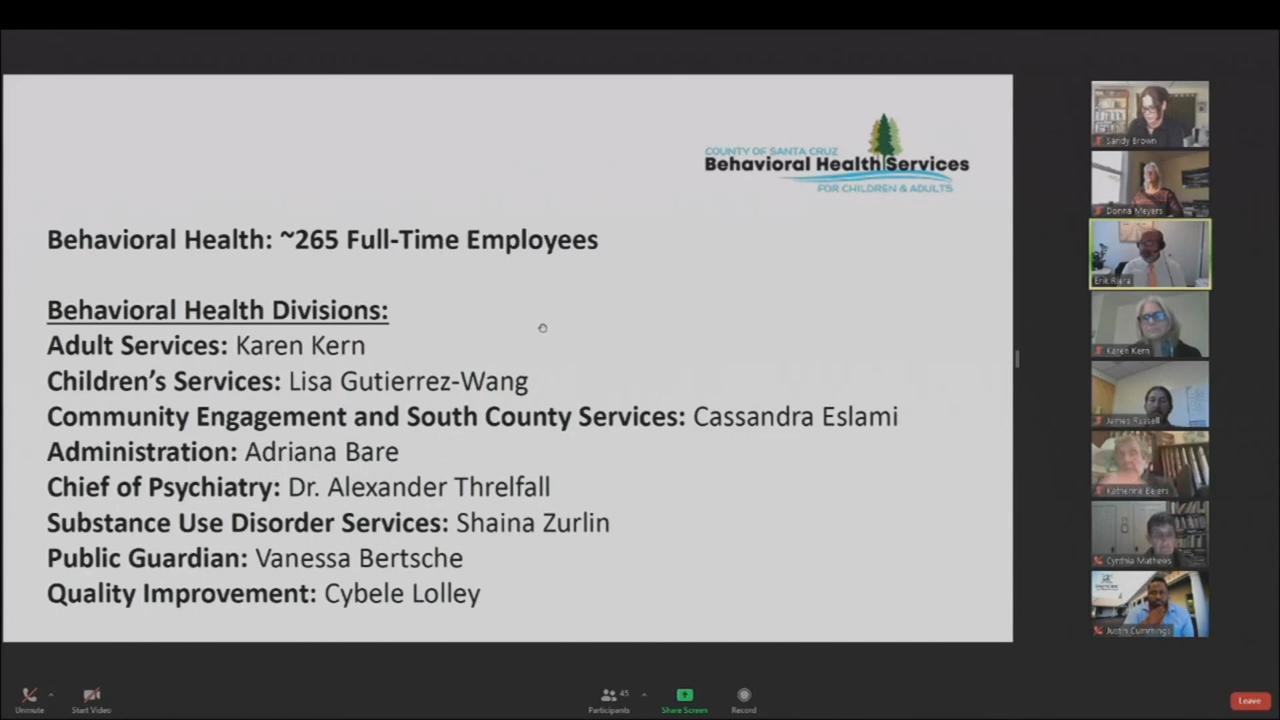 COUNTY OF SANTA CRUZ
Behavioral Health Services
FOR CHILDREN & ADULTS
Behavioral Health: ~265 Full-Time Employees
Behavioral Health Divisions:
Adult Services: Karen Kern
Children's Services: Lisa Gutierrez-Wang
Community Engagement and South County Services: Cassandra Eslami
Administration: Adriana Bare
Chief of Psychiatry: Dr. Alexander Threlfall
Substance Use Disorder Services: Shaina Zurlin
Public Guardian: Vanessa Bertsche
Quality Improvement: Cybele Lolley
Sandy Brown
Donna Meyers
Erik Riera
Karen Kern
James Russell
Katherine Beiers
Cynthia Mathews
Justin Cummings
Unmute
Start Video
45
Participants
Share Screen
Record
Leave